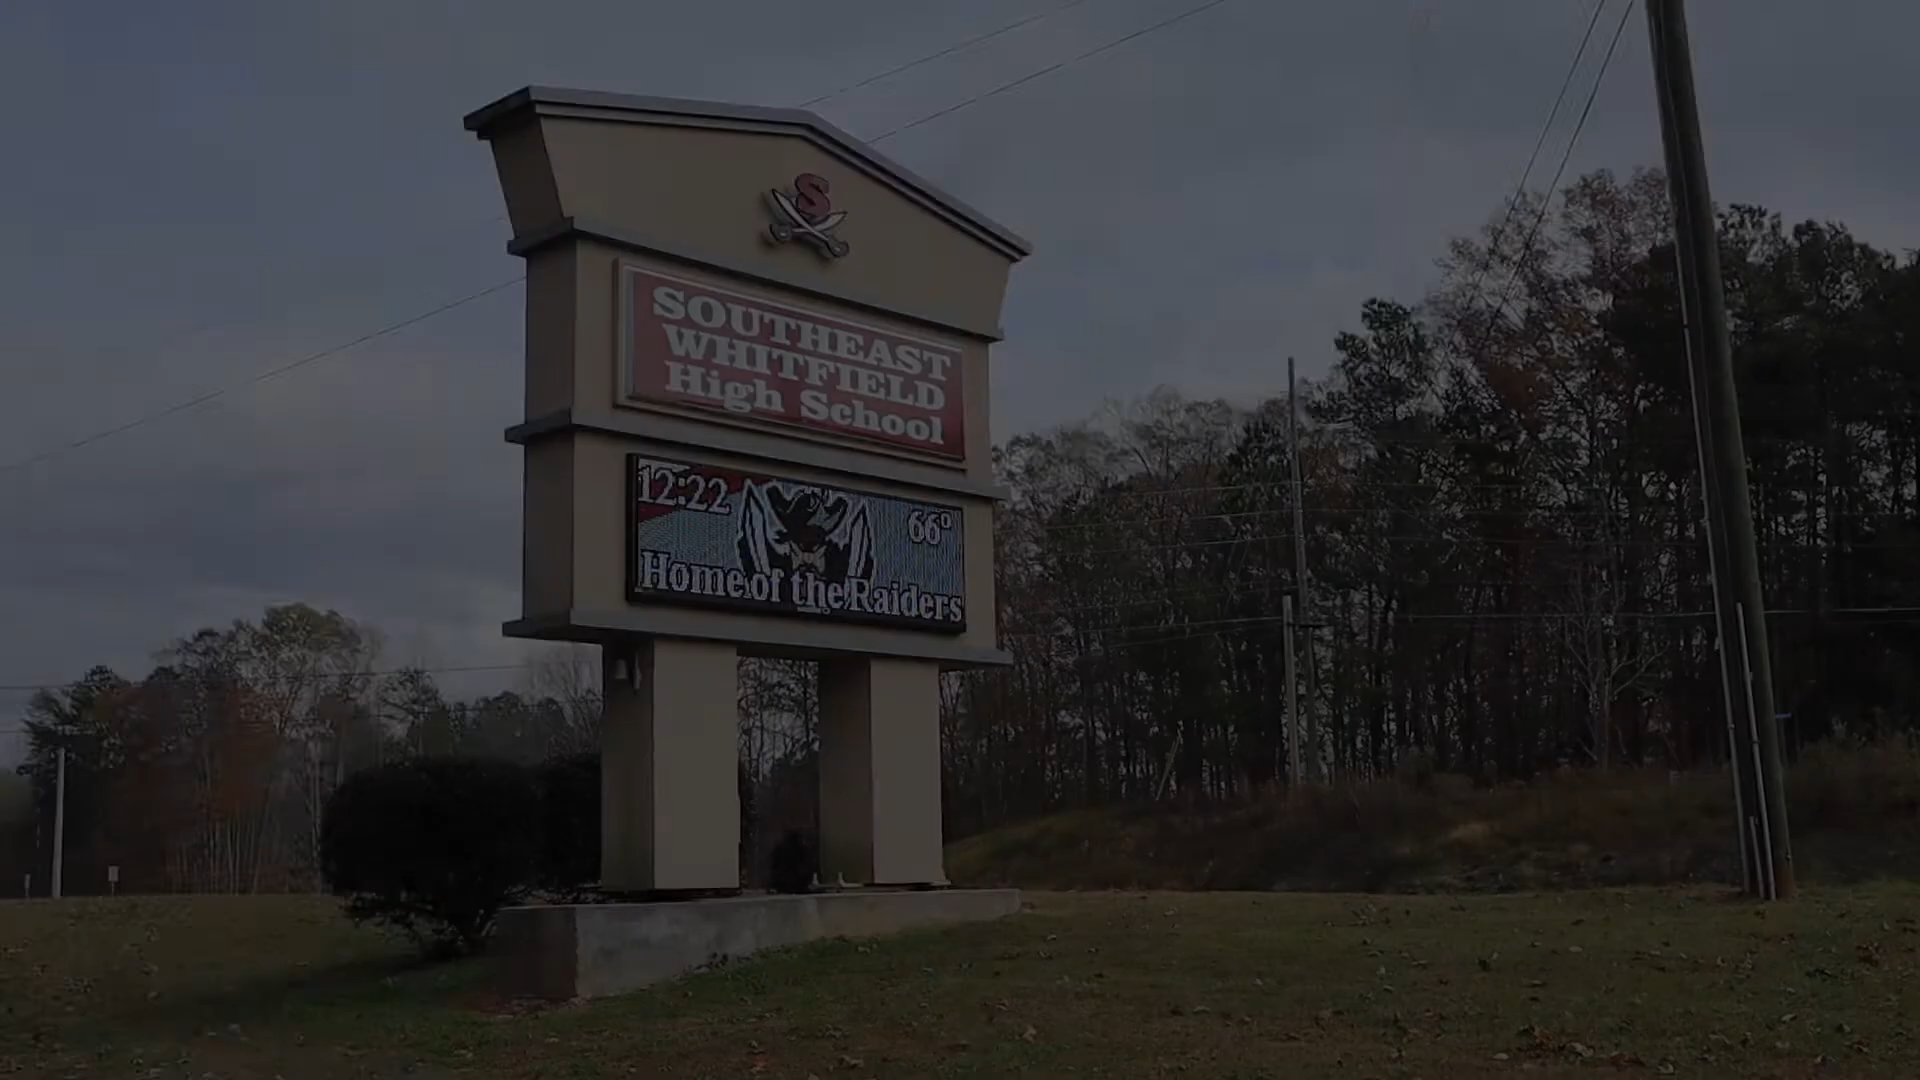 S
SOUTHEAST
WHITFIELD
High School
12:22
66°
Home of the Raiders